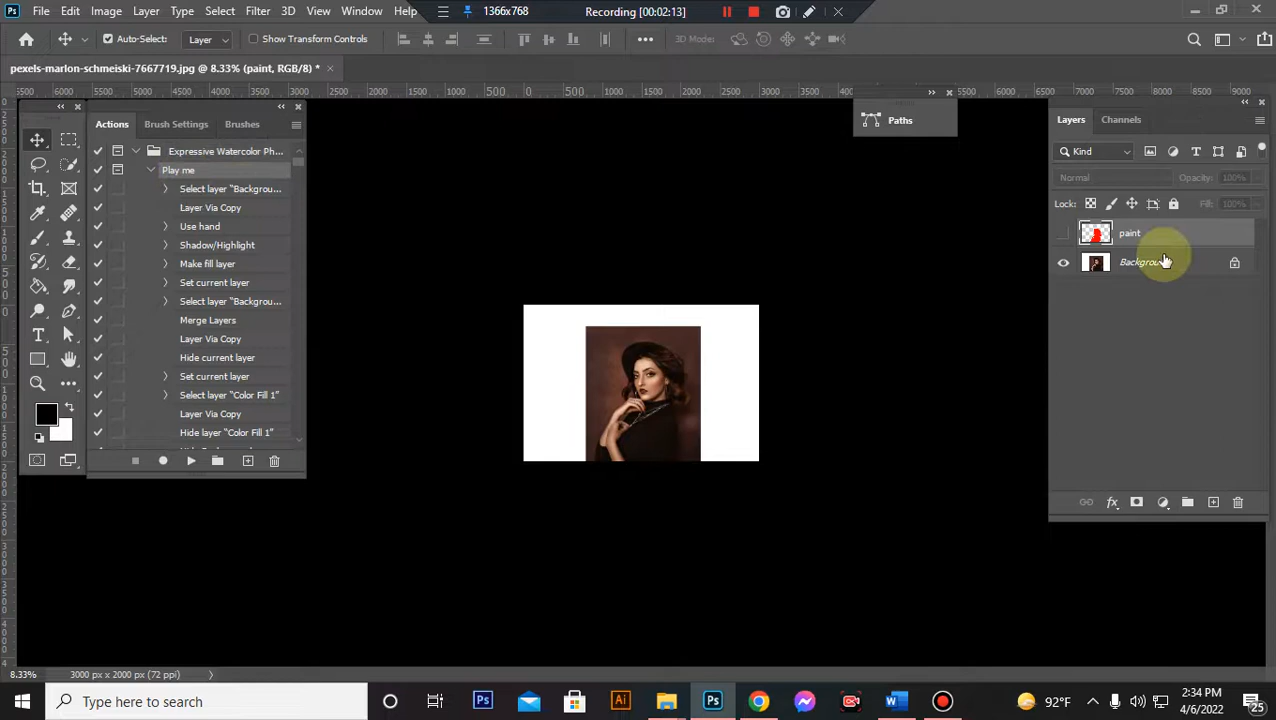 File Edit Image Layer Type Select Filter 3D View Window Help 1366x768 Recording [00:02:13]
Auto-Select: Layer Show Transform Controls 3D Mode:
pexels-marlon-schmeiski-7667719.jpg @ 8.33% (paint, RGB/8) *
Actions Brush Settings Brushes
Expressive Watercolor Ph...
Play me
Select layer "Backgrou...
Layer Via Copy
Use hand
Shadow/Highlight
Make fill layer
Set current layer
Select layer "Backgrou...
Merge Layers
Layer Via Copy
Hide current layer
Set current layer
Select layer "Color Fill 1"
Layer Via Copy
Hide layer "Color Fill 1"
Paths
Layers Channels
Kind
Normal Opacity: 100%
Lock: Fill: 100%
paint
Background
8.33% 3000 px x 2000 px (72 ppi)
Type here to search
92°F
2:34 PM
4/6/2022
25